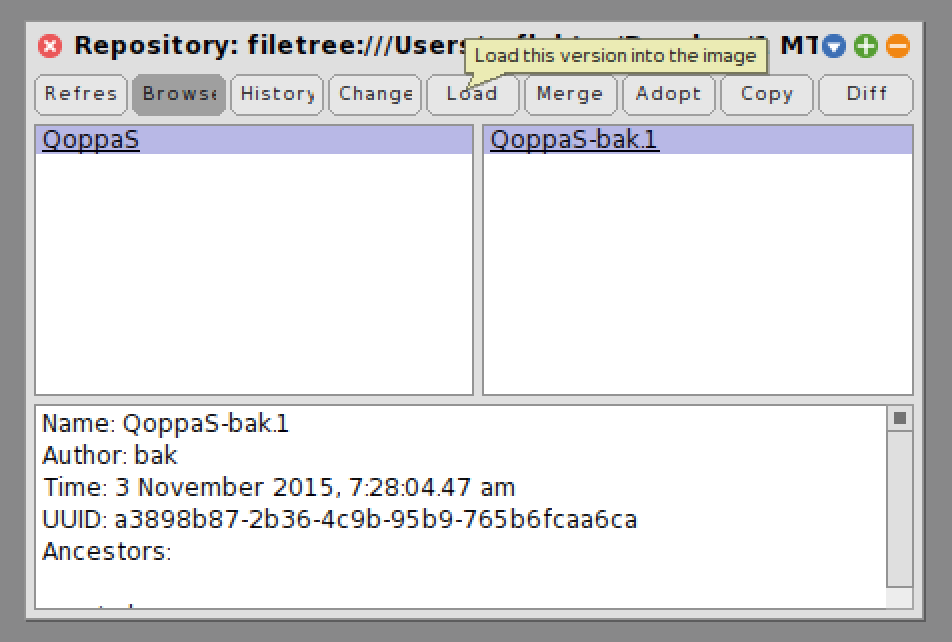 Repository: filetree:///Users MT
Load this version into the image
Refres Browse History Change Load Merge Adopt Copy Diff
QoppaS QoppaS-bak.1
Name: QoppaS-bak.1
Author: bak
Time: 3 November 2015, 7:28:04.47 am
UUID: a3898b87-2b36-4c9b-95b9-765b6fcaa6ca
Ancestors: